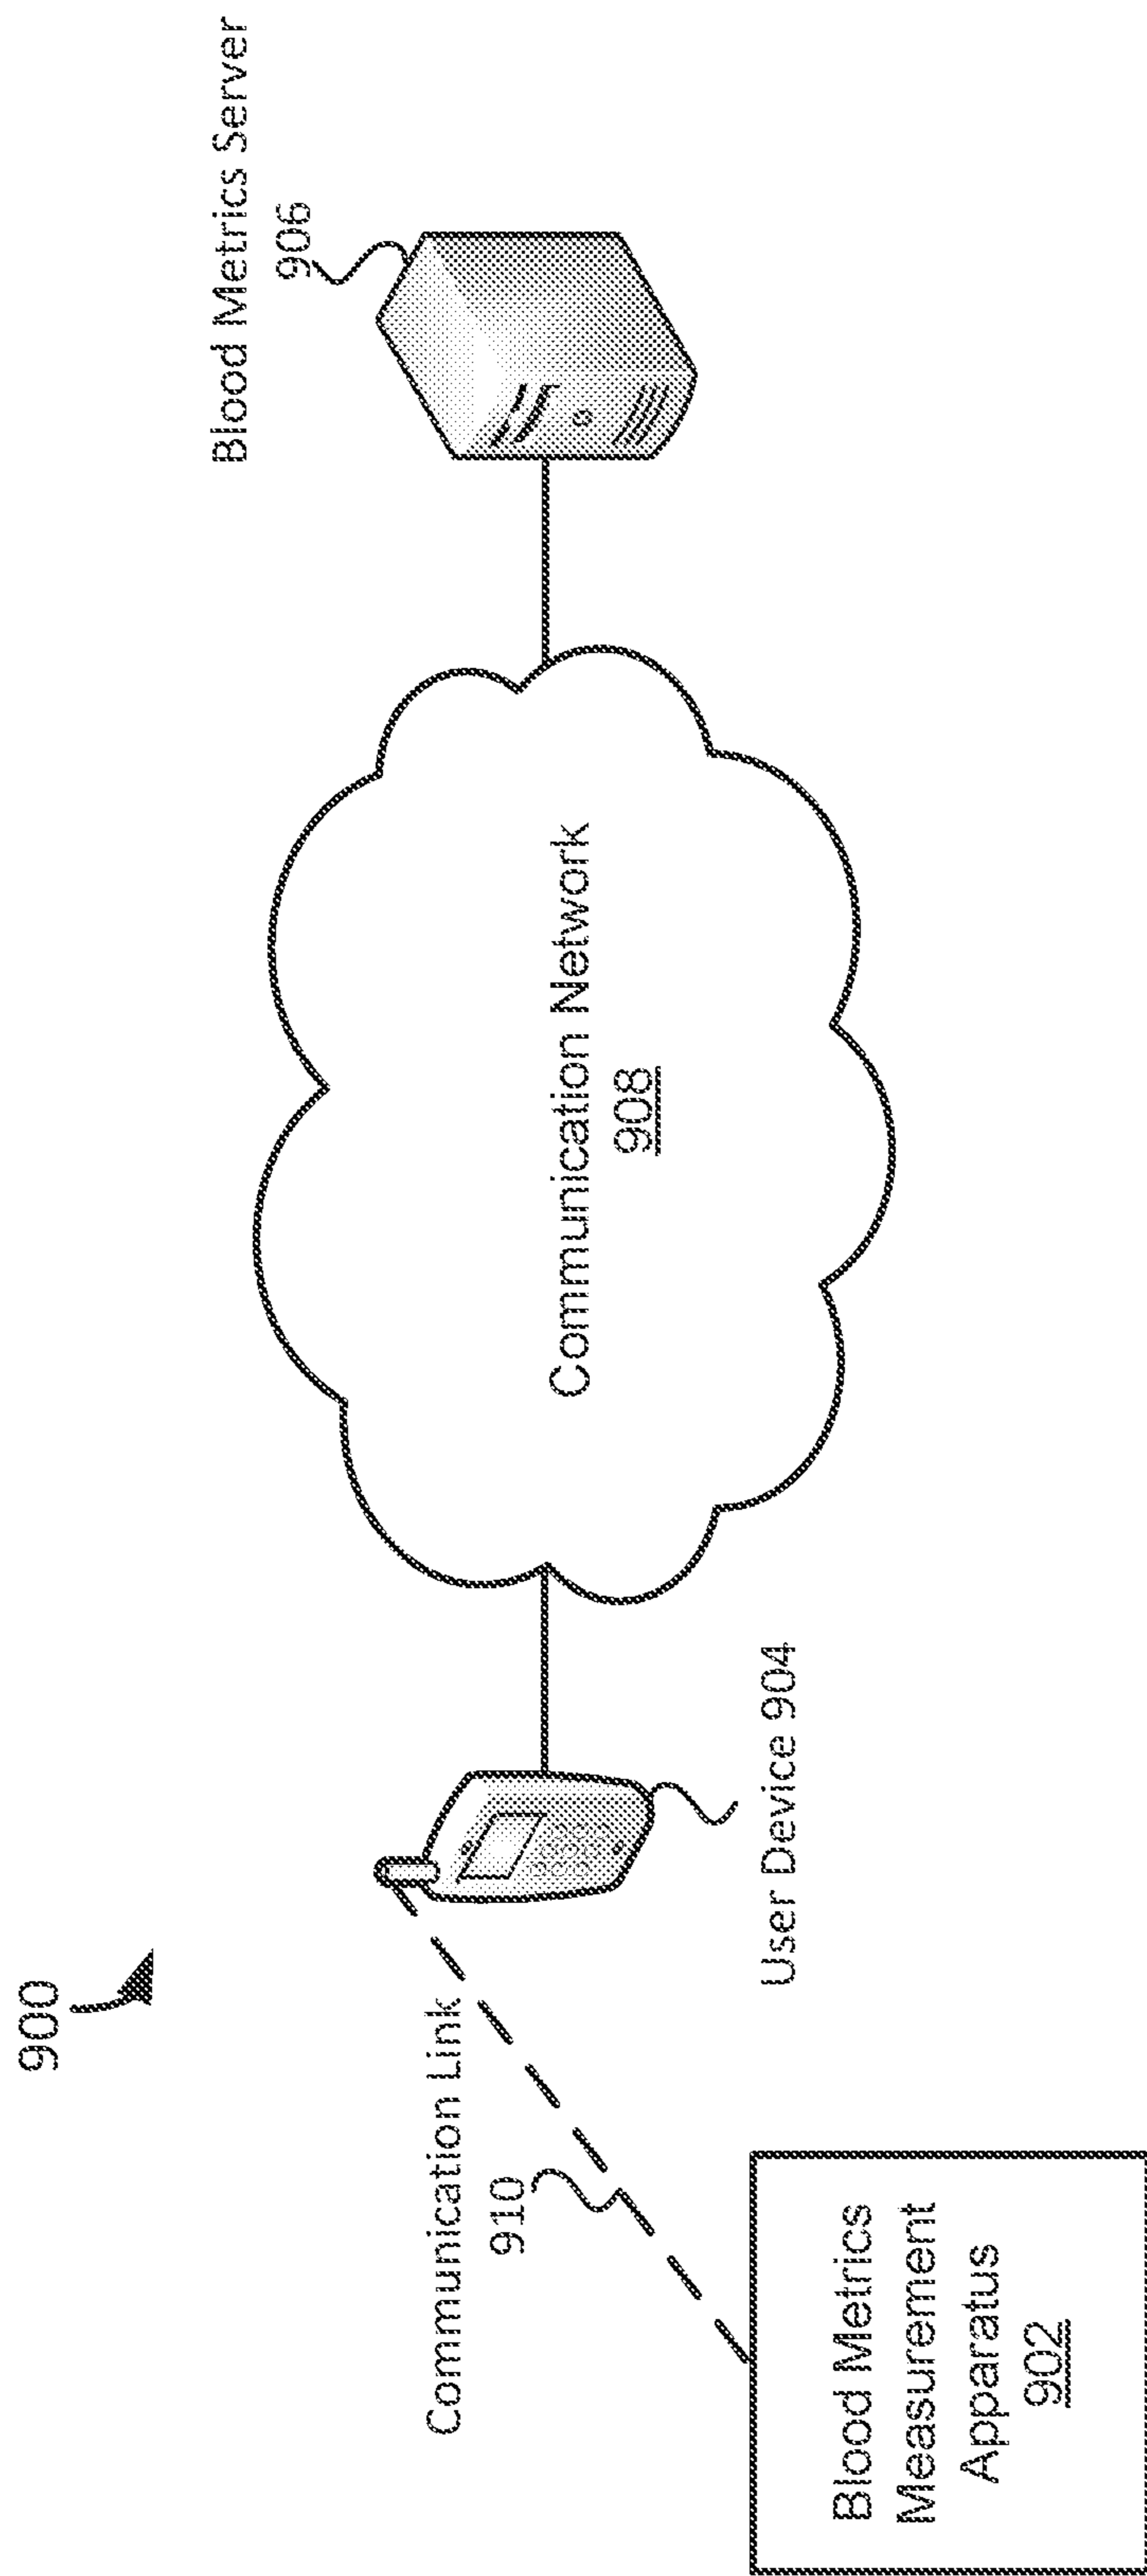 900
Blood Metrics Server
906
Communication Link
910
Communication Network
908
User Device 904
Blood Metrics
Measurement
Apparatus
902